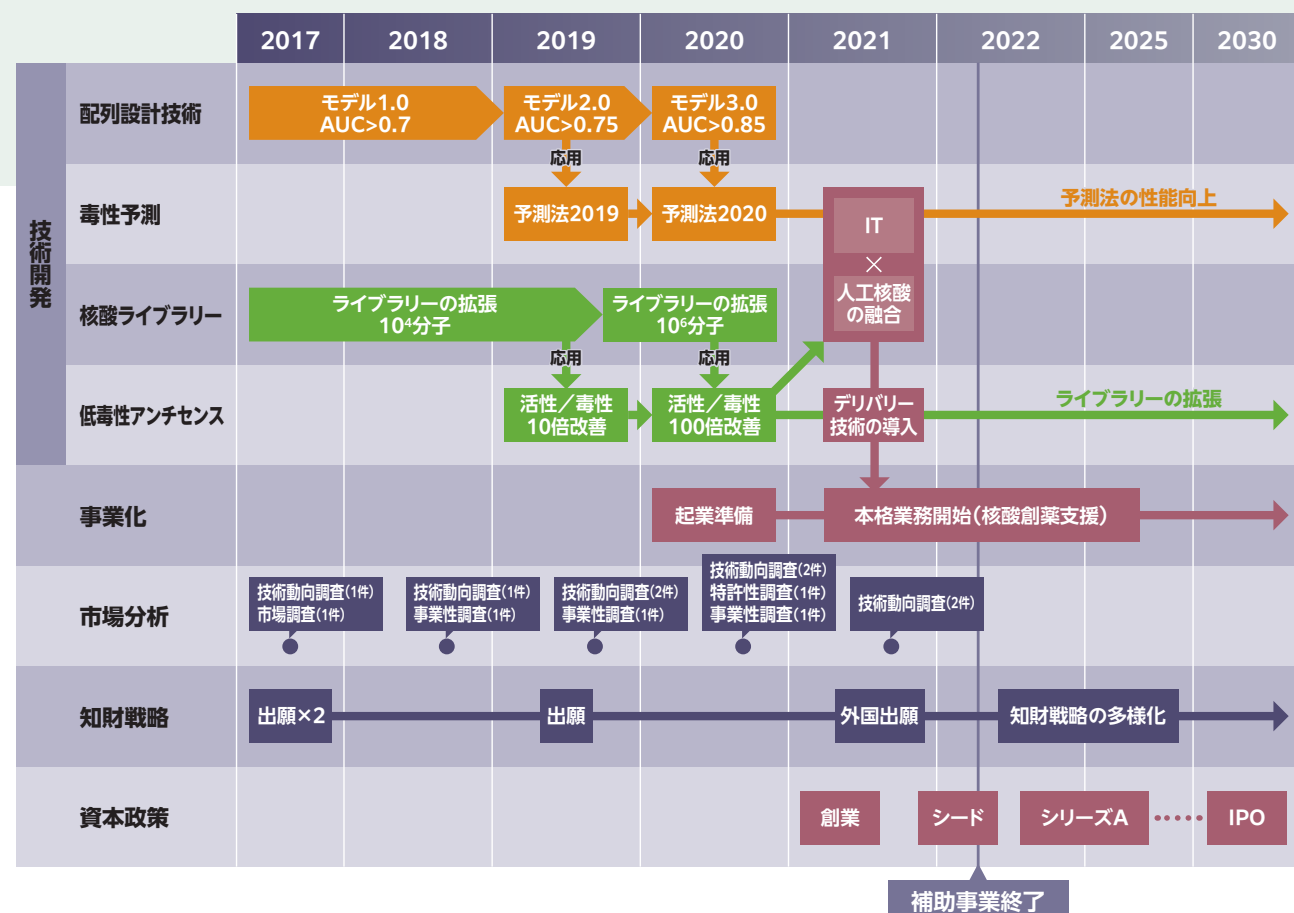 2017 2018 2019 2020 2021 2022 2025 2030
技術開発
配列設計技術
モデル1.0
AUC>0.7
モデル2.0
AUC>0.75
モデル3.0
AUC>0.85
応用
応用
毒性予測
予測法2019
予測法2020
IT
×
人工核酸
の融合
予測法の性能向上
核酸ライブラリー
ライブラリーの拡張
10⁴分子
ライブラリーの拡張
10⁶分子
応用
応用
低毒性アンチセンス
活性／毒性
10倍改善
活性／毒性
100倍改善
デリバリー
技術の導入
ライブラリーの拡張
事業化
起業準備
本格業務開始(核酸創薬支援)
市場分析
技術動向調査(1件)
市場調査(1件)
技術動向調査(1件)
事業性調査(1件)
技術動向調査(2件)
事業性調査(1件)
技術動向調査(2件)
特許性調査(1件)
事業性調査(1件)
技術動向調査(2件)
知財戦略
出願×2
出願
外国出願
知財戦略の多様化
資本政策
創業
シード
シリーズA
IPO
補助事業終了